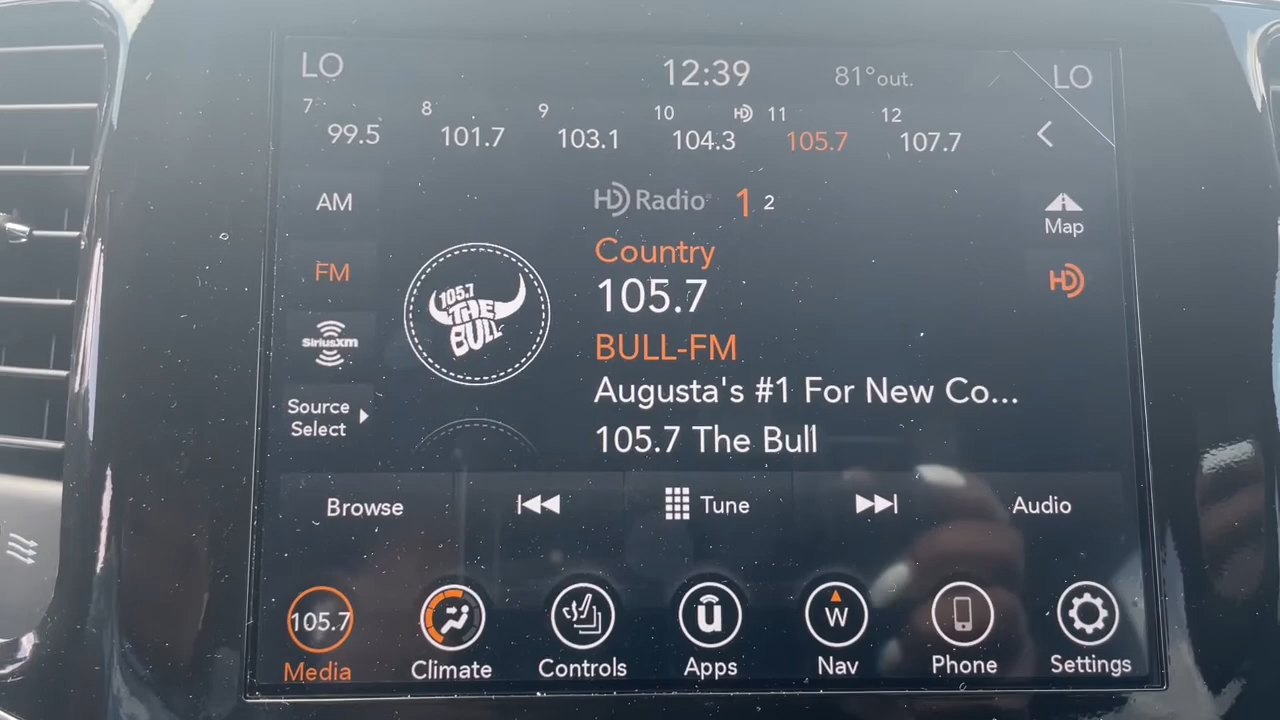 LO 12:39 81°out. LO
7 8 9 10 HD 11 12
99.5 101.7 103.1 104.3 105.7 107.7
AM
HD Radio 1 2
Map
Country
FM
HD
105.7
105.7
THE
BULL
SiriusXM
BULL-FM
Augusta's #1 For New Co...
Source
Select
105.7 The Bull
Browse Tune Audio
105.7 u W
Media Climate Controls Apps Nav Phone Settings